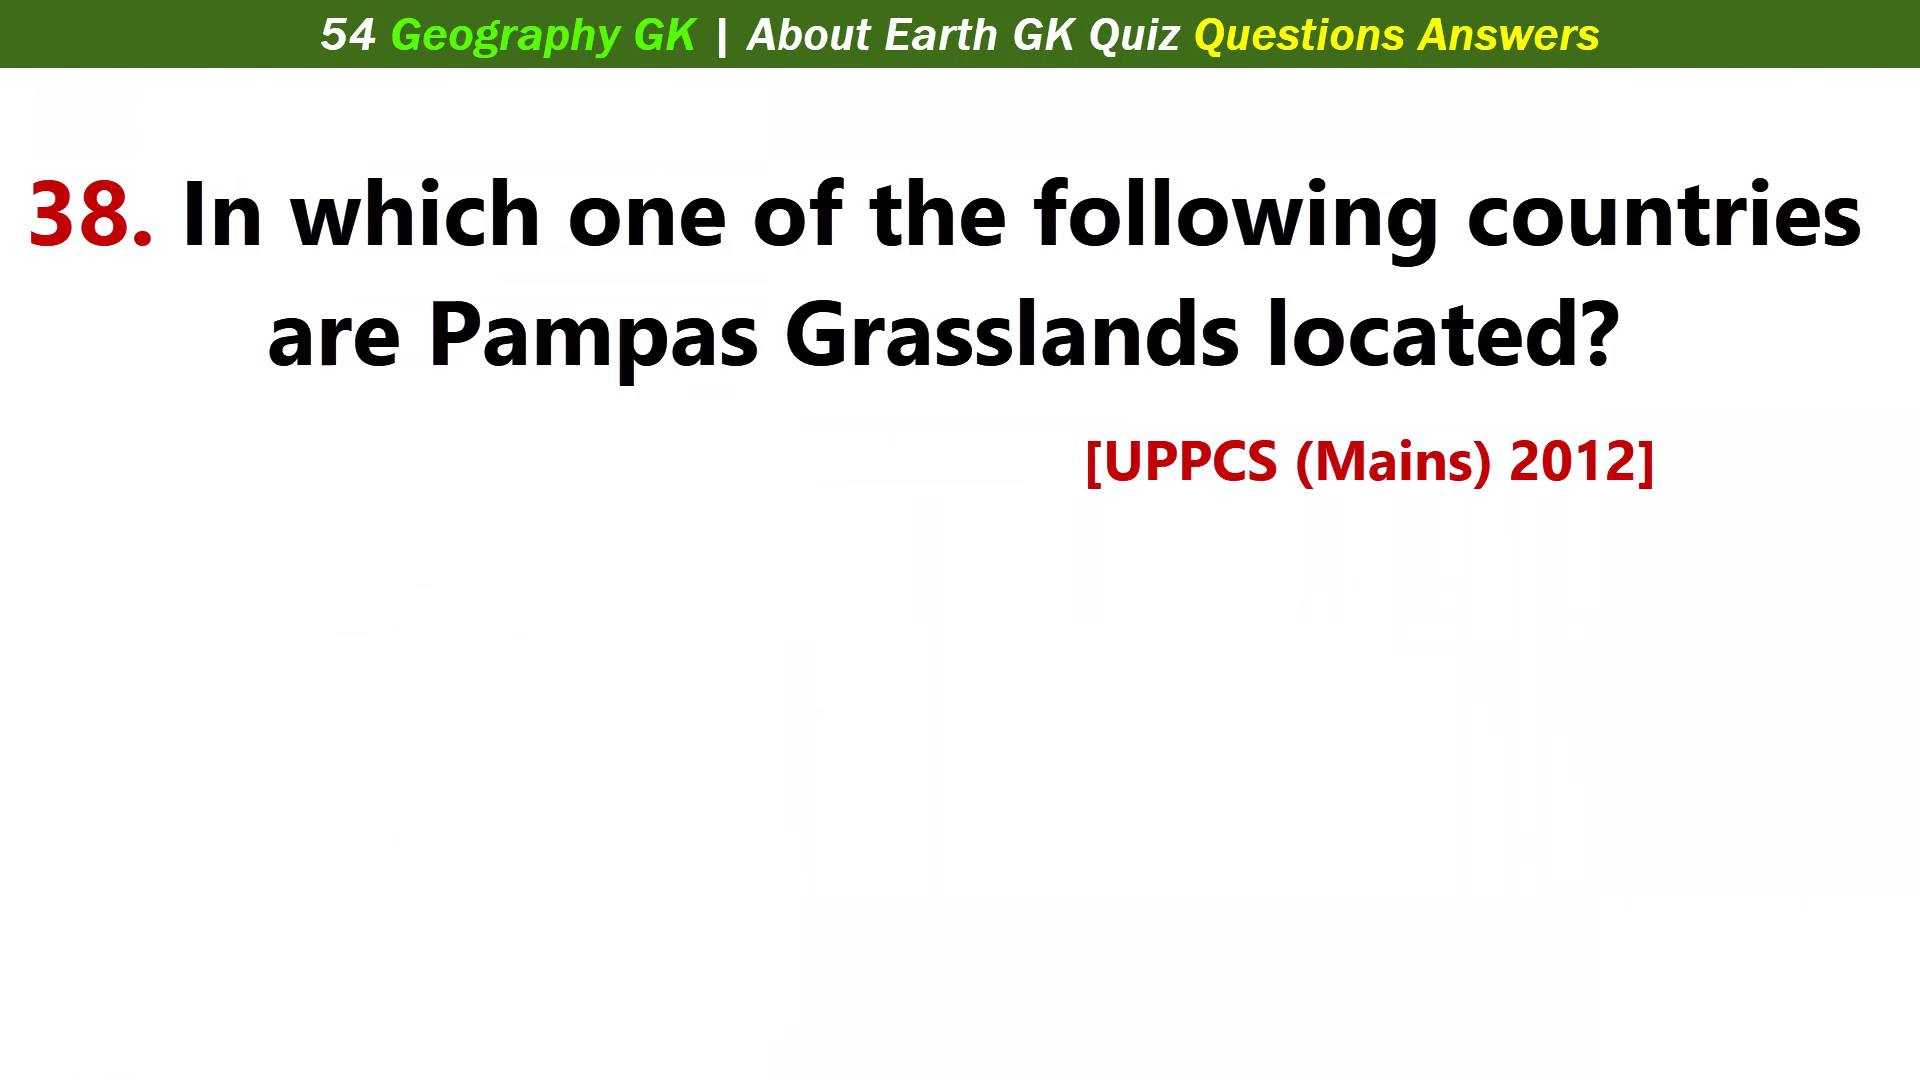 54 Geography GK | About Earth GK Quiz Questions Answers
38. In which one of the following countries
are Pampas Grasslands located?
[UPPCS (Mains) 2012]